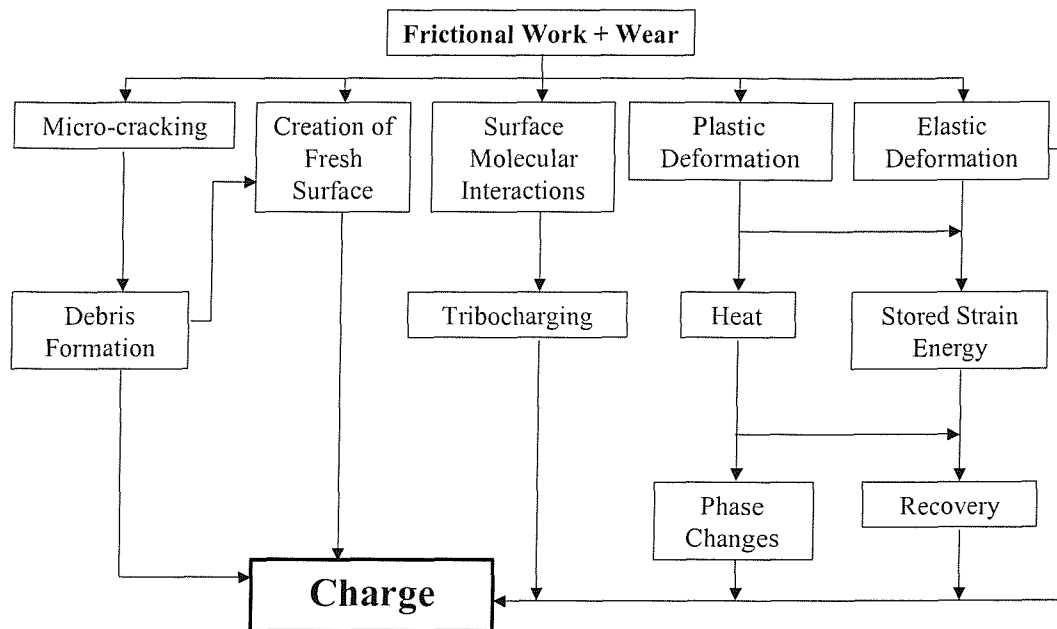 Frictional Work + Wear
Micro-cracking
Creation of
Fresh
Surface
Surface
Molecular
Interactions
Plastic
Deformation
Elastic
Deformation
Debris
Formation
Tribocharging
Heat
Stored Strain
Energy
Phase
Changes
Recovery
Charge